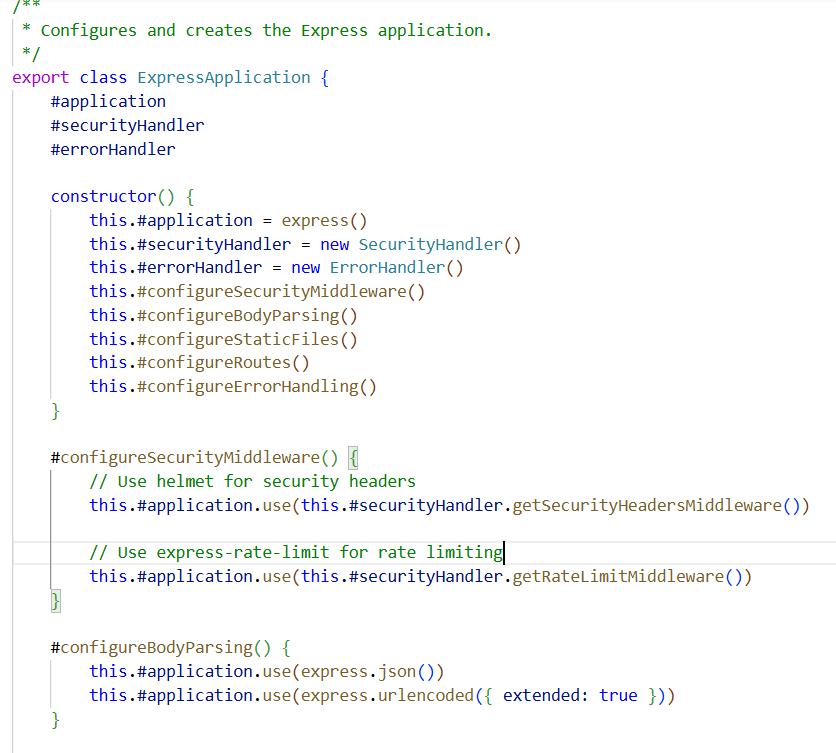 /**
 * Configures and creates the Express application.
 */
export class ExpressApplication {
    #application
    #securityHandler
    #errorHandler

    constructor() {
        this.#application = express()
        this.#securityHandler = new SecurityHandler()
        this.#errorHandler = new ErrorHandler()
        this.#configureSecurityMiddleware()
        this.#configureBodyParsing()
        this.#configureStaticFiles()
        this.#configureRoutes()
        this.#configureErrorHandling()
    }

    #configureSecurityMiddleware() {
        // Use helmet for security headers
        this.#application.use(this.#securityHandler.getSecurityHeadersMiddleware())

        // Use express-rate-limit for rate limiting
        this.#application.use(this.#securityHandler.getRateLimitMiddleware())
    }

    #configureBodyParsing() {
        this.#application.use(express.json())
        this.#application.use(express.urlencoded({ extended: true }))
    }